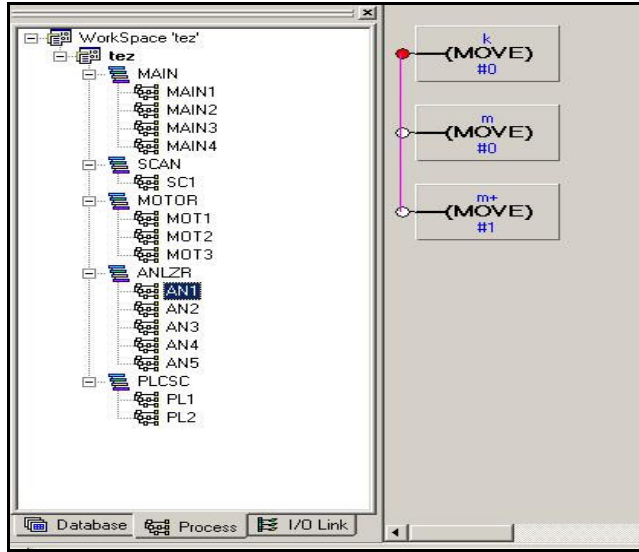 WorkSpace 'tez'
tez
MAIN
MAIN1
MAIN2
MAIN3
MAIN4
SCAN
SC1
MOTOR
MOT1
MOT2
MOT3
ANLZR
AN1
AN2
AN3
AN4
AN5
PLCSC
PL1
PL2
Database Process I/O Link
k
(MOVE)
#0
m
(MOVE)
#0
m+
(MOVE)
#1